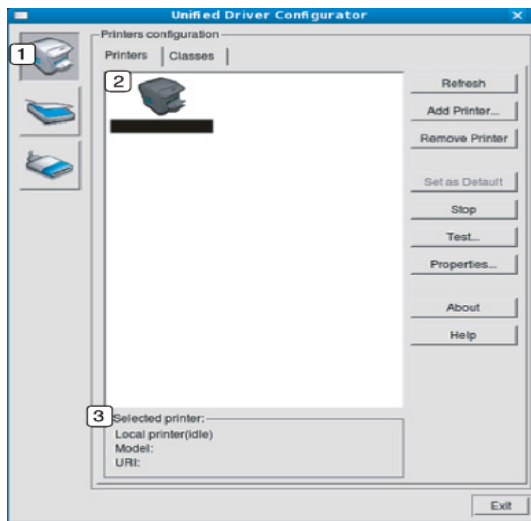 Unified Driver Configurator
1
Printers configuration
Printers Classes
2
Refresh
Add Printer...
Remove Printer
Set as Default
Stop
Test...
Properties...
About
Help
3
Selected printer:
Local printer(idle)
Model:
URI:
Exit